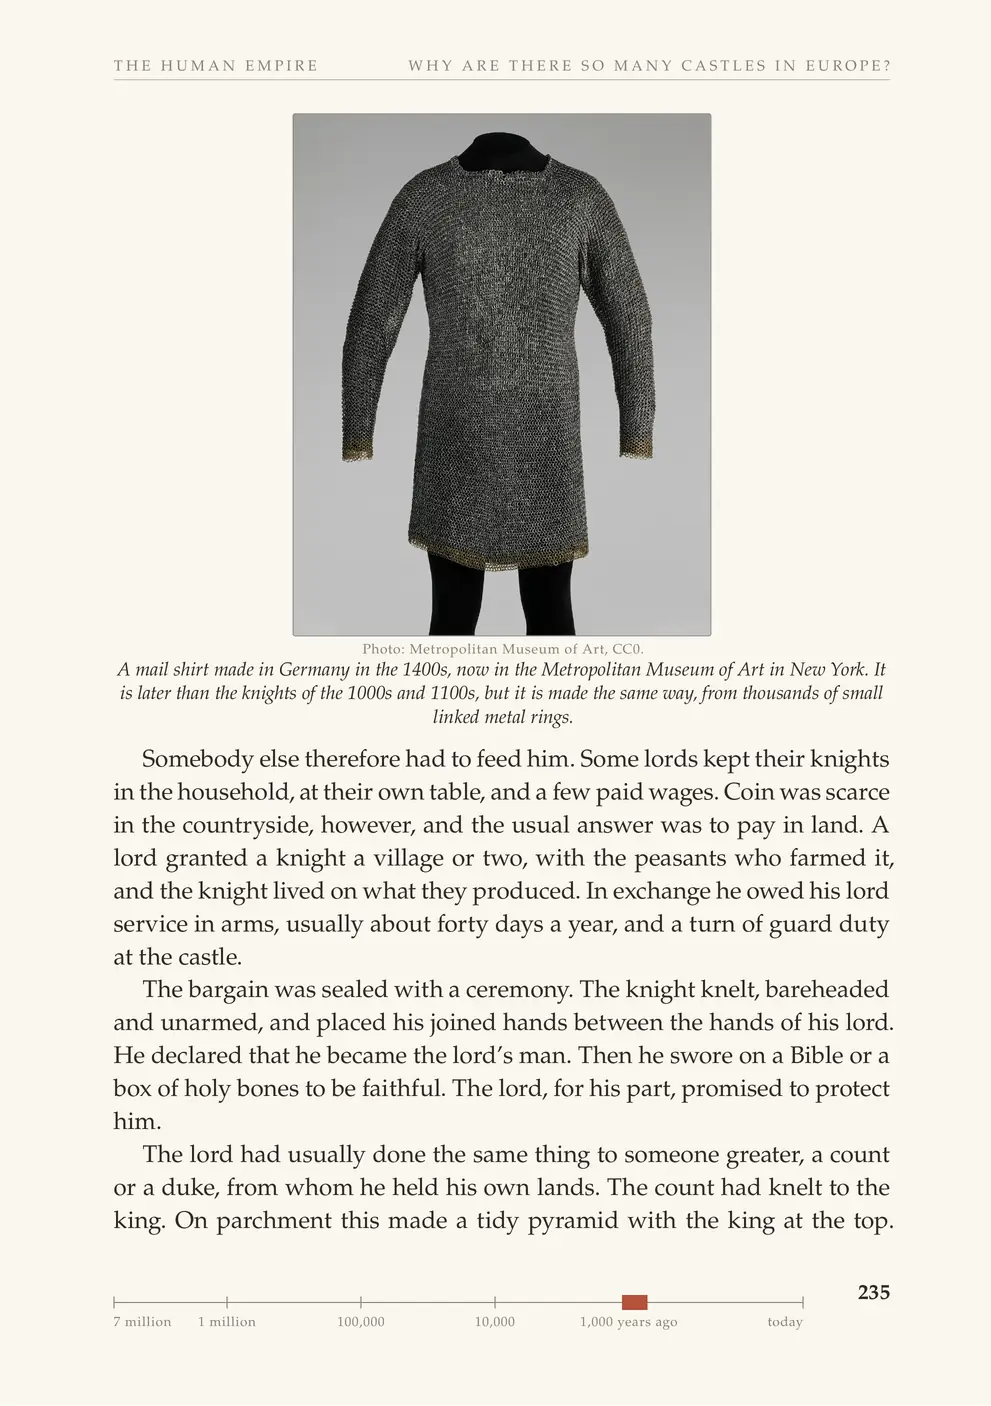 THE HUMAN EMPIRE WHY ARE THERE SO MANY CASTLES IN EUROPE?
Photo: Metropolitan Museum of Art, CC0.
A mail shirt made in Germany in the 1400s, now in the Metropolitan Museum of Art in New York. It
is later than the knights of the 1000s and 1100s, but it is made the same way, from thousands of small
linked metal rings.
Somebody else therefore had to feed him. Some lords kept their knights
in the household, at their own table, and a few paid wages. Coin was scarce
in the countryside, however, and the usual answer was to pay in land. A
lord granted a knight a village or two, with the peasants who farmed it,
and the knight lived on what they produced. In exchange he owed his lord
service in arms, usually about forty days a year, and a turn of guard duty
at the castle.
The bargain was sealed with a ceremony. The knight knelt, bareheaded
and unarmed, and placed his joined hands between the hands of his lord.
He declared that he became the lord’s man. Then he swore on a Bible or a
box of holy bones to be faithful. The lord, for his part, promised to protect
him.
The lord had usually done the same thing to someone greater, a count
or a duke, from whom he held his own lands. The count had knelt to the
king. On parchment this made a tidy pyramid with the king at the top.
235
7 million 1 million 100,000 10,000 1,000 years ago today